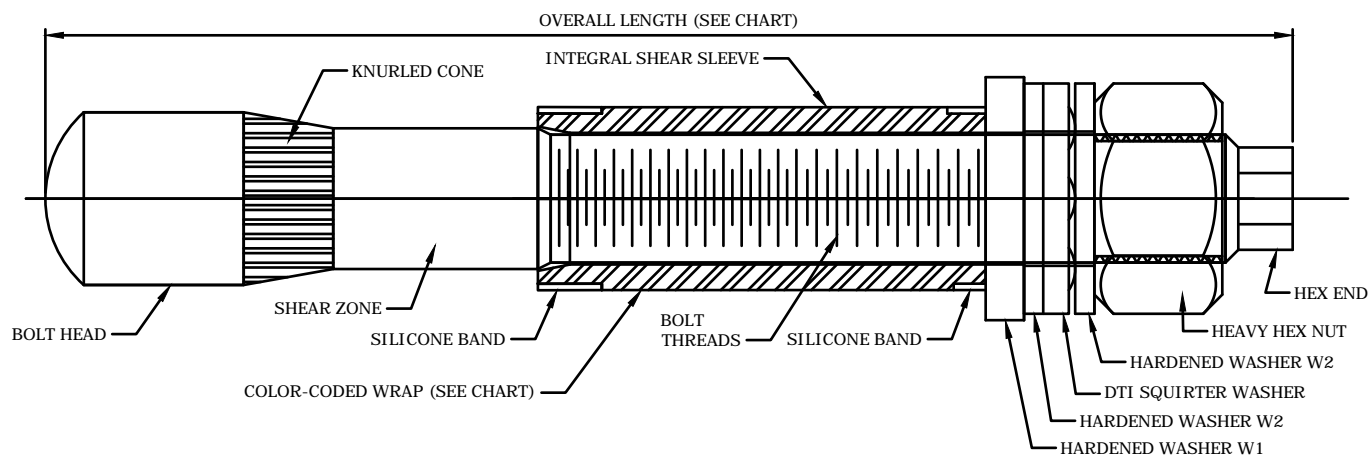 OVERALL LENGTH (SEE CHART)
INTEGRAL SHEAR SLEEVE
KNURLED CONE
BOLT HEAD
SHEAR ZONE
SILICONE BAND
BOLT
THREADS
SILICONE BAND
HEX END
HEAVY HEX NUT
HARDENED WASHER W2
COLOR-CODED WRAP (SEE CHART)
DTI SQUIRTER WASHER
HARDENED WASHER W2
HARDENED WASHER W1